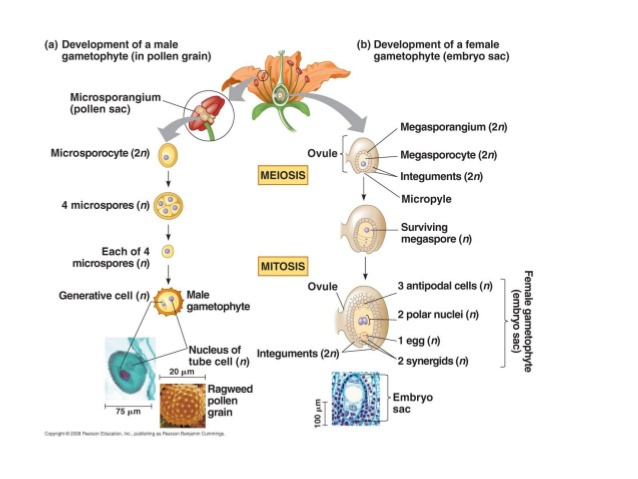 (a) Development of a male
gametophyte (in pollen grain)
(b) Development of a female
gametophyte (embryo sac)
Microsporangium
(pollen sac)
Microsporocyte (2n)
4 microspores (n)
Each of 4
microspores (n)
Generative cell (n)
Male
gametophyte
Nucleus of
tube cell (n)
20 μm
75 μm
Ragweed
pollen
grain
MEIOSIS
MITOSIS
Ovule
Megasporangium (2n)
Megasporocyte (2n)
Integuments (2n)
Micropyle
Surviving
megaspore (n)
Ovule
3 antipodal cells (n)
2 polar nuclei (n)
1 egg (n)
2 synergids (n)
Integuments (2n)
Female gametophyte
(embryo sac)
Embryo
sac
100 μm
Copyright © 2008 Pearson Education, Inc., publishing as Pearson Benjamin Cummings.